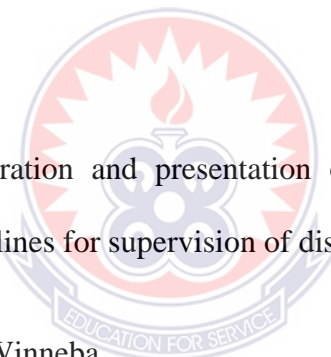 ration and presentation
lines for supervision of dis
EDUCATION FOR SERVICE
Winneba